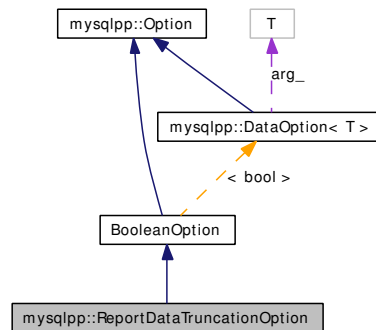 mysqlpp::Option
T
arg_
mysqlpp::DataOption< T >
< bool >
BooleanOption
mysqlpp::ReportDataTruncationOption